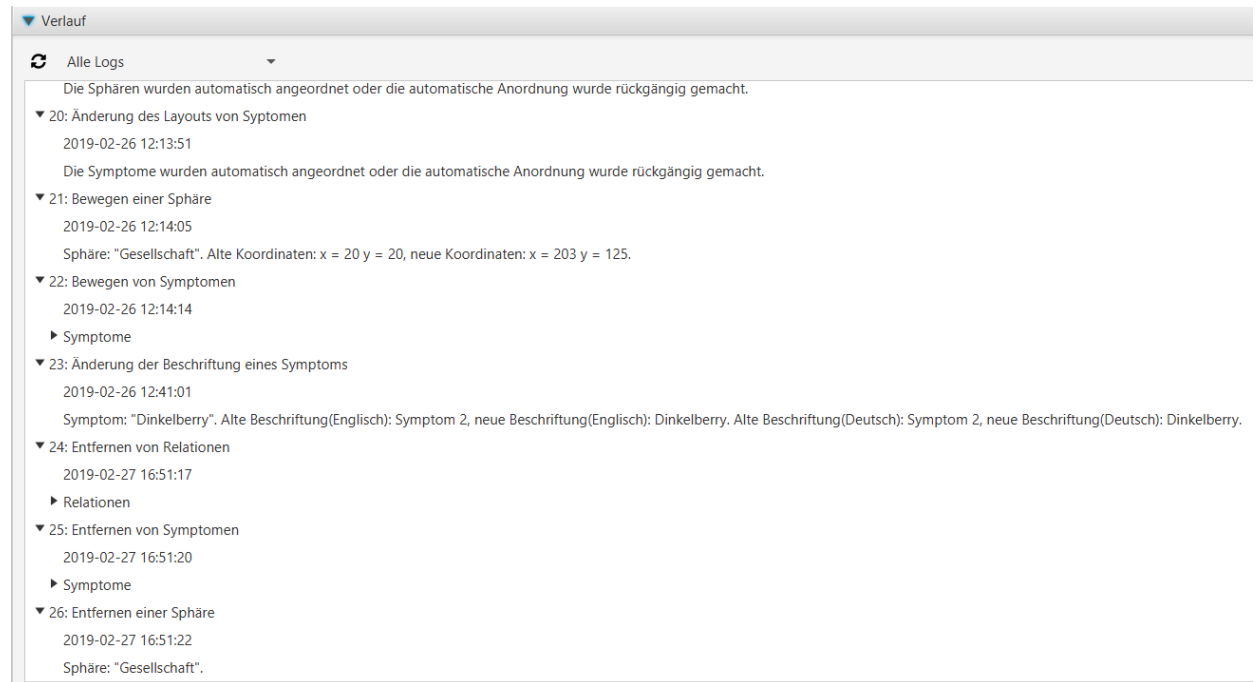 Verlauf
Alle Logs
Die Sphären wurden automatisch angeordnet oder die automatische Anordnung wurde rückgängig gemacht.
20: Änderung des Layouts von Syptomen
2019-02-26 12:13:51
Die Symptome wurden automatisch angeordnet oder die automatische Anordnung wurde rückgängig gemacht.
21: Bewegen einer Sphäre
2019-02-26 12:14:05
Sphäre: "Gesellschaft". Alte Koordinaten: x = 20 y = 20, neue Koordinaten: x = 203 y = 125.
22: Bewegen von Symptomen
2019-02-26 12:14:14
Symptome
23: Änderung der Beschriftung eines Symptoms
2019-02-26 12:41:01
Symptom: "Dinkelberry". Alte Beschriftung(Englisch): Symptom 2, neue Beschriftung(Englisch): Dinkelberry. Alte Beschriftung(Deutsch): Symptom 2, neue Beschriftung(Deutsch): Dinkelberry.
24: Entfernen von Relationen
2019-02-27 16:51:17
Relationen
25: Entfernen von Symptomen
2019-02-27 16:51:20
Symptome
26: Entfernen einer Sphäre
2019-02-27 16:51:22
Sphäre: "Gesellschaft".